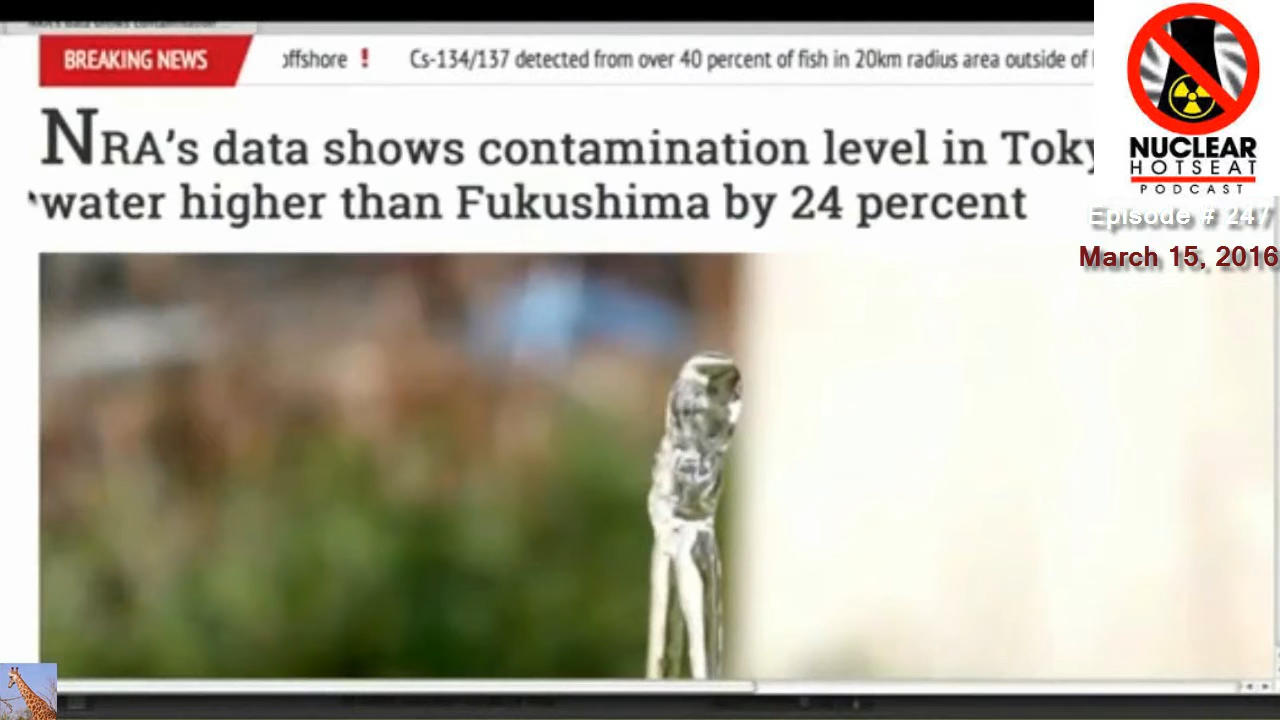 BREAKING NEWS
offshore ! Cs-134/137 detected from over 40 percent of fish in 20km radius area outside of
NRA's data shows contamination level in Toky
water higher than Fukushima by 24 percent
NUCLEAR
HOTSEAT
PODCAST
Episode # 247
March 15, 2016